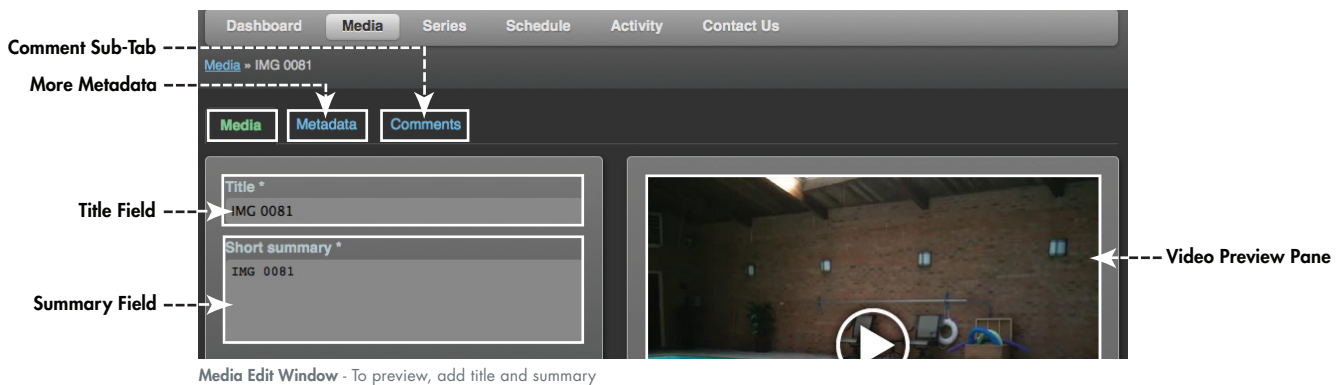 Dashboard Media Series Schedule Activity Contact Us
Comment Sub-Tab
Media » IMG 0081
More Metadata
Media Metadata Comments
Title *
Title Field
IMG 0081
Short summary *
IMG 0081
Video Preview Pane
Summary Field
Media Edit Window - To preview, add title and summary